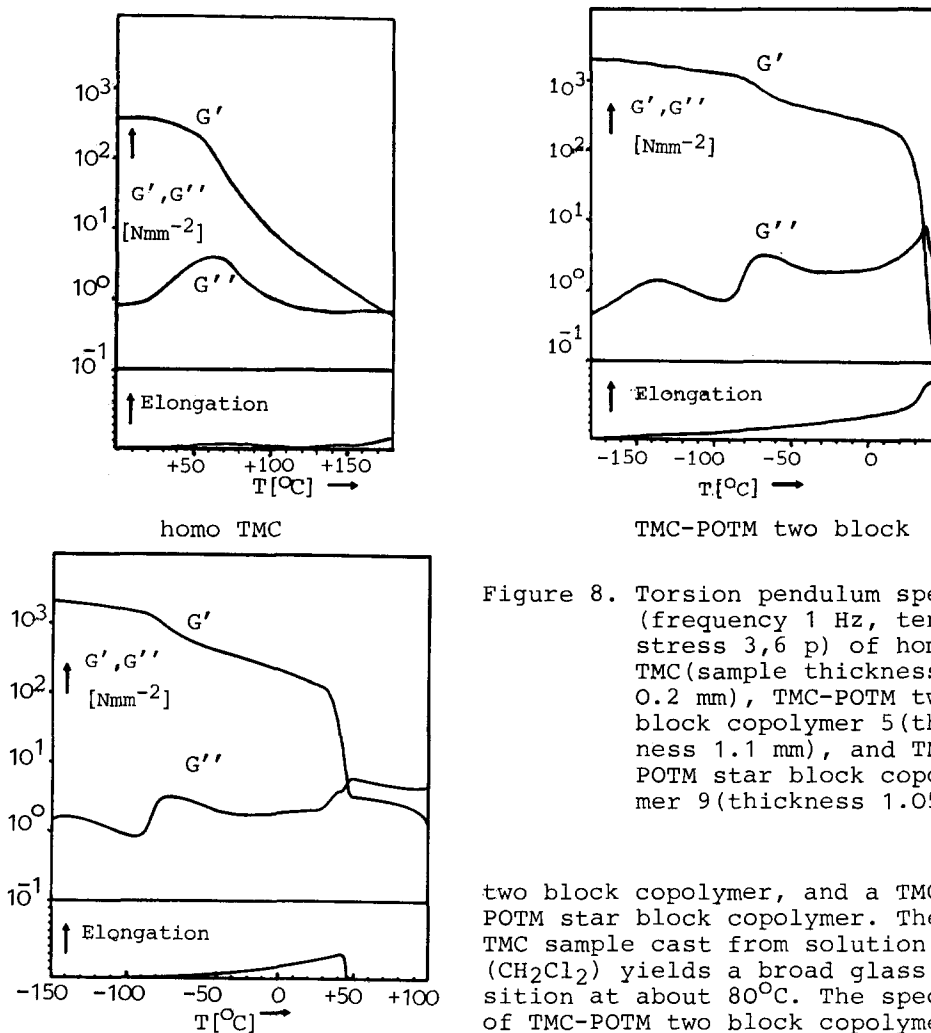 10³
10²
10¹
10⁰
10⁻¹
G'
G',G''
[Nmm⁻²]
G''
Elongation
+50 +100 +150
T[°C]
homo TMC
10³
10²
10¹
10⁰
10⁻¹
G'
G',G''
[Nmm⁻²]
G''
Elongation
-150 -100 -50 0
T.[°C]
TMC-POTM two block
10³
10²
10¹
10⁰
10⁻¹
G'
G',G''
[Nmm⁻²]
G''
Elongation
-150 -100 -50 0 +50 +100
T[°C]
Figure 8. Torsion pendulum spe
(frequency 1 Hz, ten
stress 3,6 p) of hom
TMC(sample thickness
0.2 mm), TMC-POTM tw
block copolymer 5(th
ness 1.1 mm), and TM
POTM star block copo
mer 9(thickness 1.05
two block copolymer, and a TMC
POTM star block copolymer. The
TMC sample cast from solution
(CH₂Cl₂) yields a broad glass
sition at about 80°C. The spec
of TMC-POTM two block copolyme